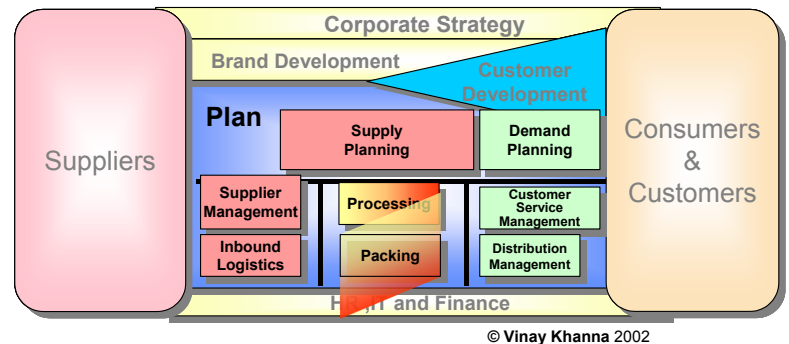 Corporate Strategy
Brand Development
Customer
Development
Plan
Supply
Planning
Demand
Planning
Suppliers
Consumers
&
Customers
Supplier
Management
Processing
Customer
Service
Management
Inbound
Logistics
Packing
Distribution
Management
HR ,IT and Finance
© Vinay Khanna 2002